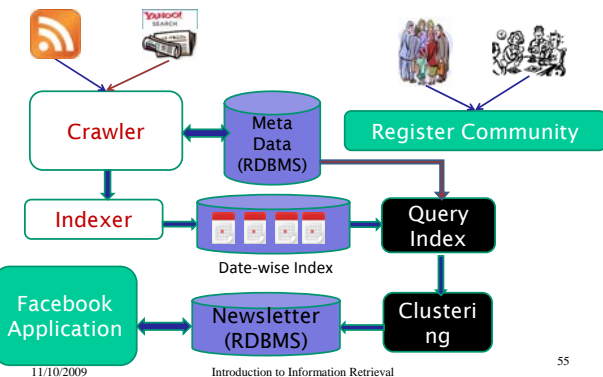 YAHOO!
SEARCH
Crawler
Meta
Data
(RDBMS)
Register Community
Indexer
Query
Index
Date-wise Index
Facebook
Application
Newsletter
(RDBMS)
Clusteri
ng
11/10/2009
Introduction to Information Retrieval
55